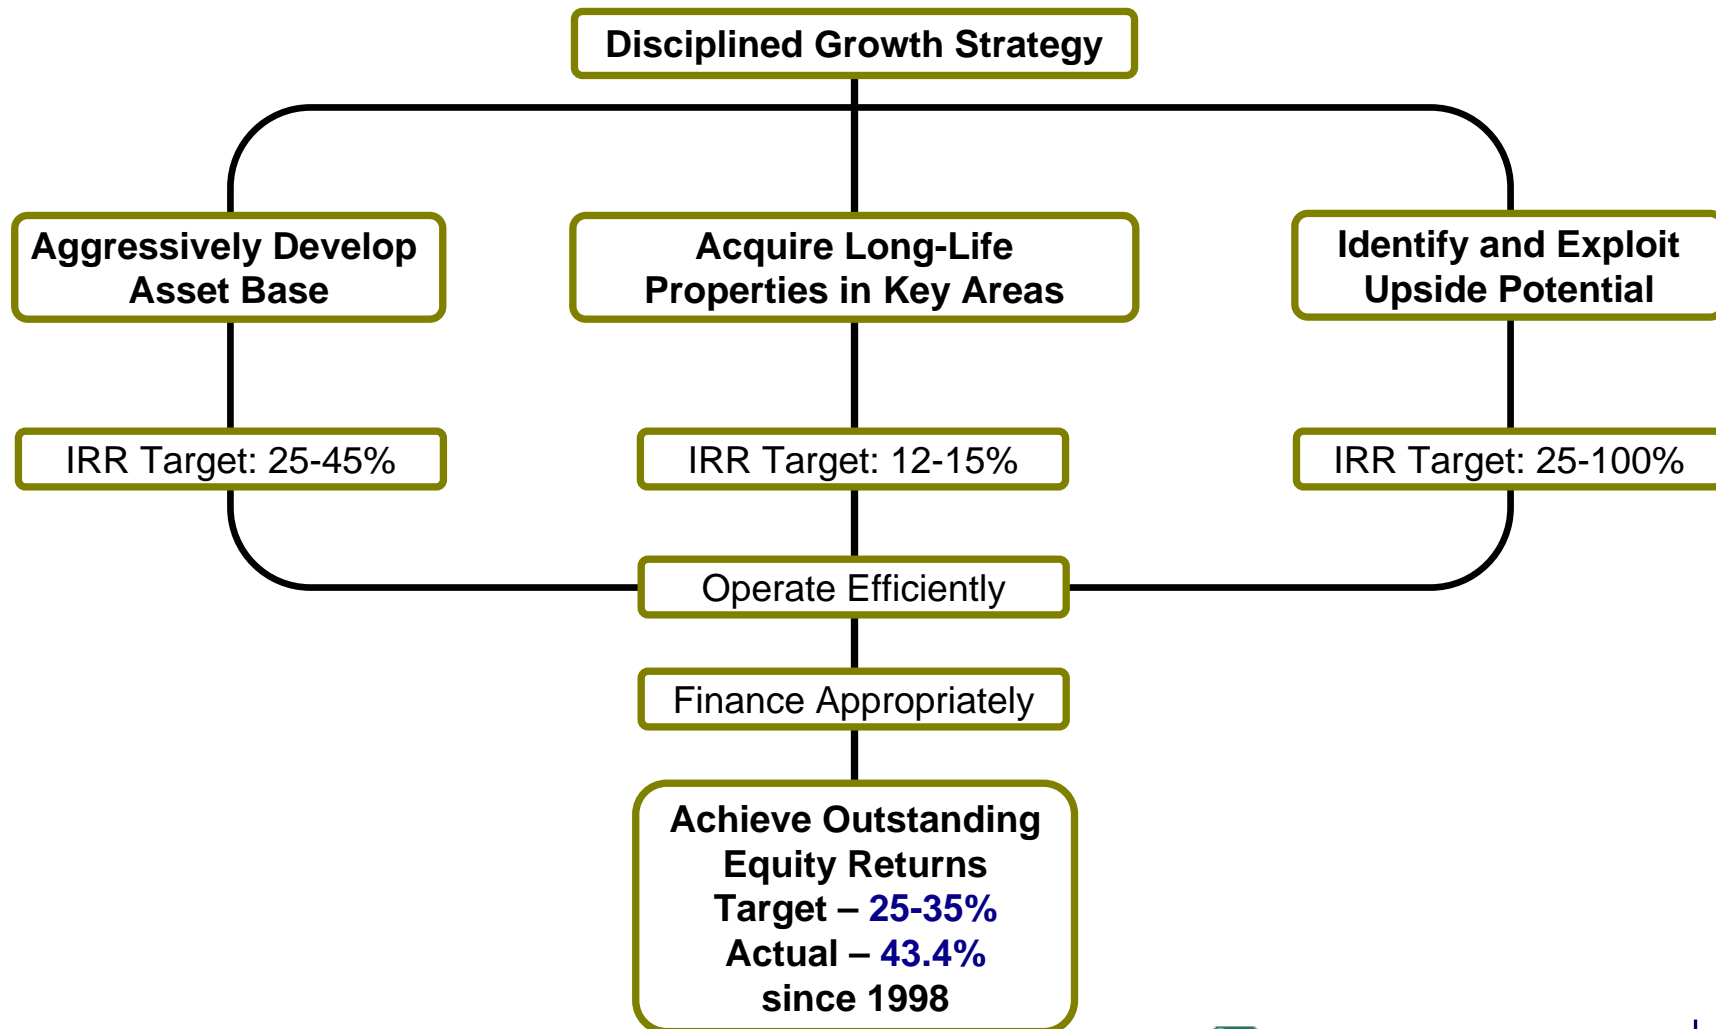 Disciplined Growth Strategy
Aggressively Develop
Asset Base
Acquire Long-Life
Properties in Key Areas
Identify and Exploit
Upside Potential
IRR Target: 25-45%
IRR Target: 12-15%
IRR Target: 25-100%
Operate Efficiently
Finance Appropriately
Achieve Outstanding
Equity Returns
Target – 25-35%
Actual – 43.4%
since 1998